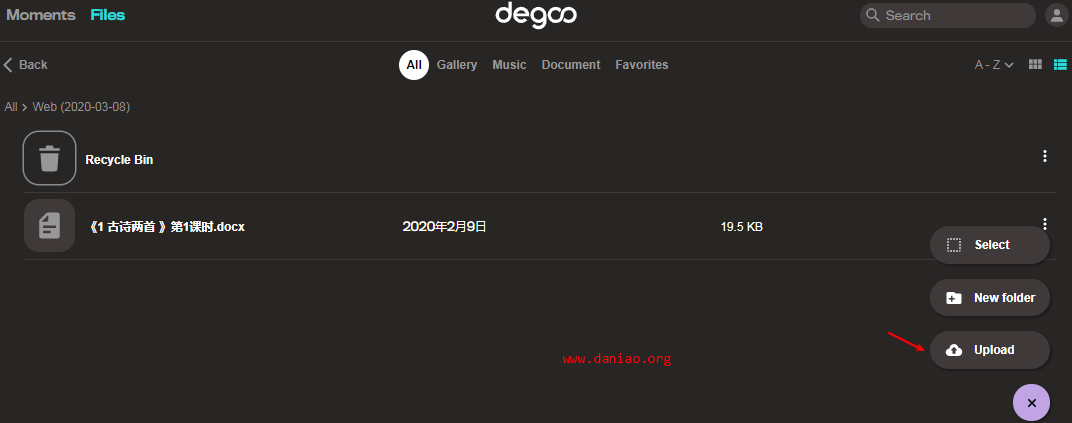 Moments Files degoo Search
Back All Gallery Music Document Favorites A - Z
All > Web (2020-03-08)
Recycle Bin
《1 古诗两首 》第1课时.docx 2020年2月9日 19.5 KB
Select
New folder
Upload
www.daniao.org